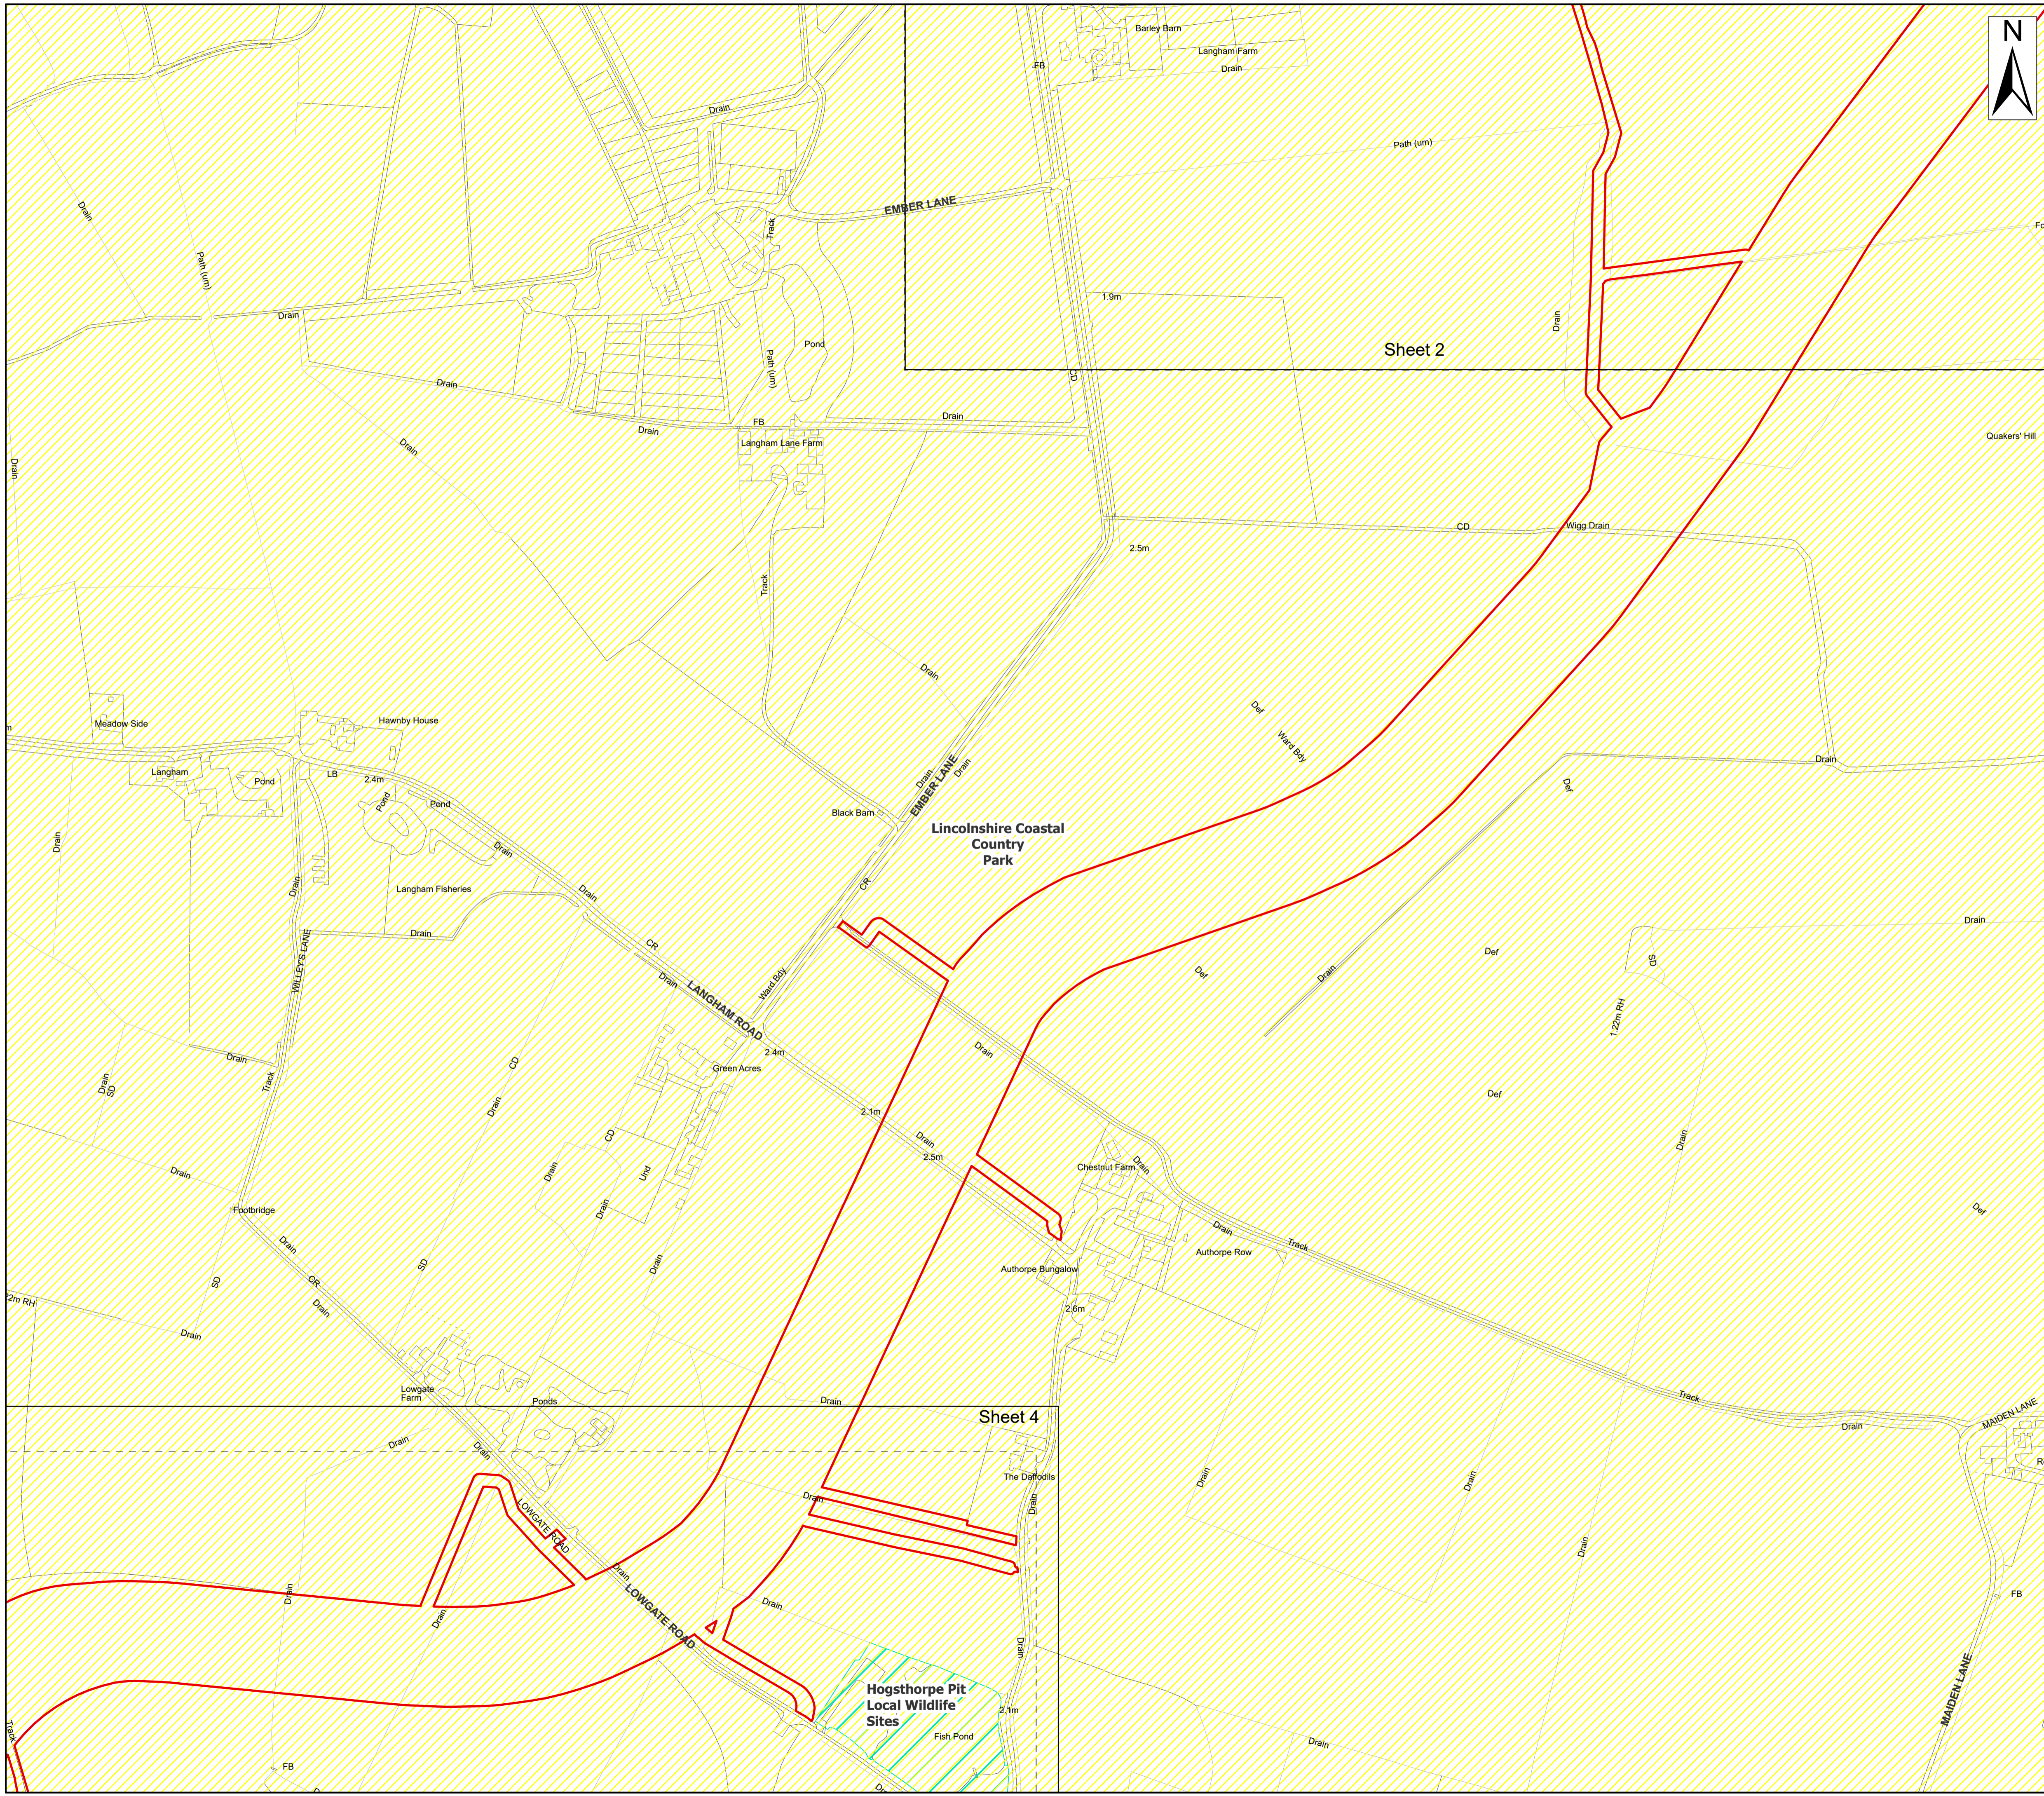 Barley Barn
N
Langham Farm
FB
Drain
Drain
Path (um)
Drain
EMBER LANE
Track
Fo
Path (um)
1.9m
Drain
Drain
Pond
Sheet 2
Path (um)
CD
Drain
FB
Drain
Drain
Quakers' Hill
Langham Lane Farm
Drain
Drain
CD
Wigg Drain
2.5m
Track
Drain
Def
Meadow Side
Hawnby House
m
Ward Bdy
Drain
Langham
LB
2.4m
Pond
Drain
Drain
EMBER LANE
Def
Pond
Pond
Black Barn
Lincolnshire Coastal
Country
Park
Drain
Drain
Langham Fisheries
Drain
CR
Drain
Drain
Drain
WILLEY'S LANE
CR
Def
SD
Drain
LANGHAM ROAD
Ward Bdy
Def
Drain
1.22m RH
Drain
CD
2.4m
Drain
Green Acres
Track
Drain
SD
Drain
2.1m
Def
CD
Drain
Drain
2.5m
Drain
Drain
Und
Chestnut Farm
Drain
Footbridge
Drain
Def
Drain
Drain
Track
Authorpe Row
SD
Drain
Authorpe Bungalow
SD
CR
2m RH
Drain
2.6m
Drain
Lowgate
Farm
Ponds
Drain
Track
Sheet 4
MAIDEN LANE
Drain
Drain
Drain
R
The Daffodils
Drain
Drain
Drain
Drain
LOWGATE ROAD
Drain
Drain
Drain
LOWGATE ROAD
FB
Drain
Drain
Drain
Hogsthorpe Pit
Local Wildlife
Sites
MAIDEN LANE
2.1m
Track
Fish Pond
Drain
FB